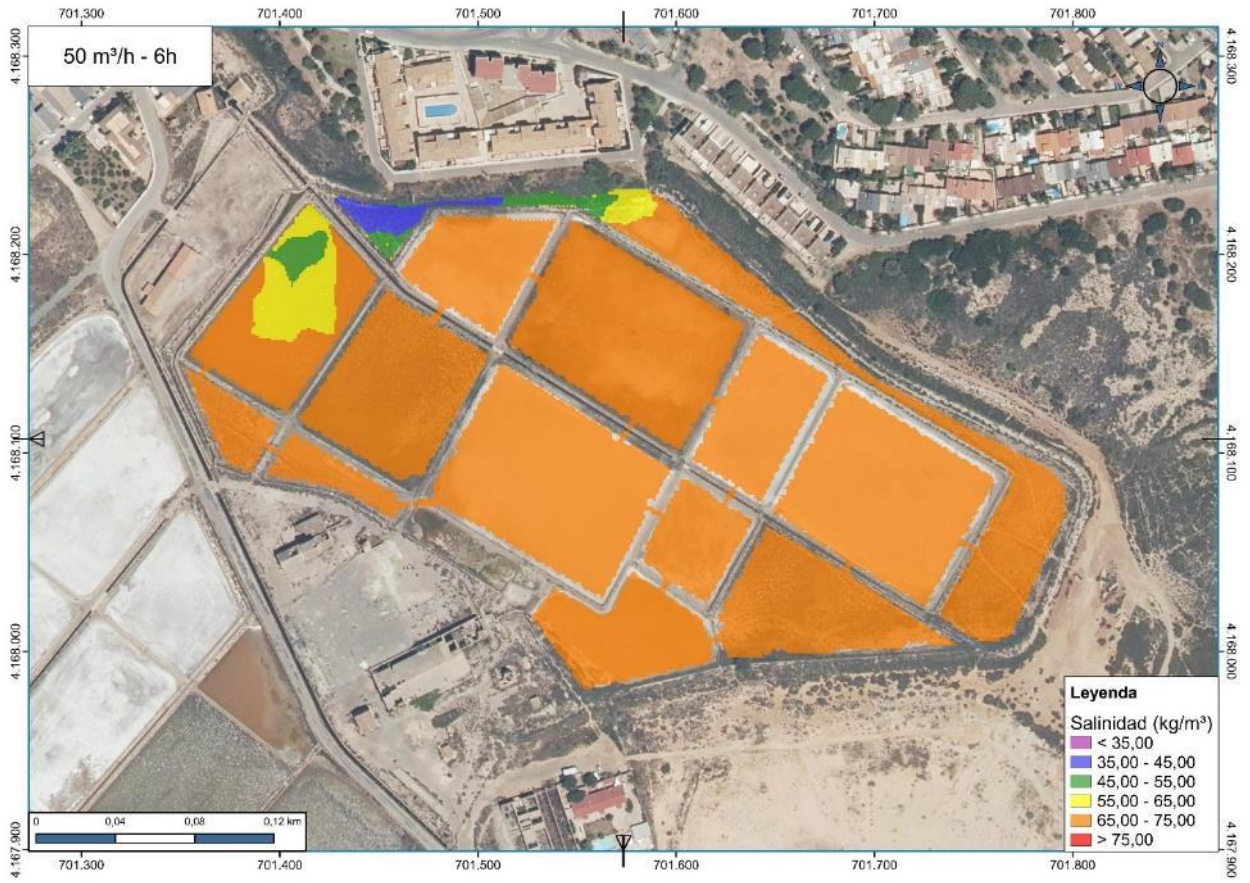 701.300 701.400 701.500 701.600 701.700 701.800
4.168.300 4.168.300
50 m³/h - 6h
4.168.200 4.168.200
4.168.100 4.168.100
4.168.000 4.168.000
Leyenda
Salinidad (kg/m³)
< 35,00
35,00 - 45,00
45,00 - 55,00
55,00 - 65,00
65,00 - 75,00
> 75,00
0 0,04 0,08 0,12 km
4.167.900 4.167.900
701.300 701.400 701.500 701.600 701.700 701.800